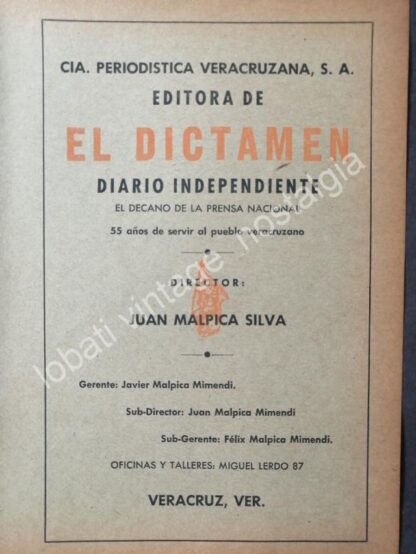 CIA. PERIODISTICA VERACRUZANA, S. A.
EDITORA DE
EL DICTAMEN
DIARIO INDEPENDIENTE
EL DECANO DE LA PRENSA NACIONAL
55 años de servir al pueblo veracruzano
DIRECTOR:
JUAN MALPICA SILVA
Gerente: Javier Malpica Mimendi.
Sub-Director: Juan Malpica Mimendi
Sub-Gerente: Félix Malpica Mimendi.
OFICINAS Y TALLERES: MIGUEL LERDO 87
VERACRUZ, VER.
lobati vintage nostalgia